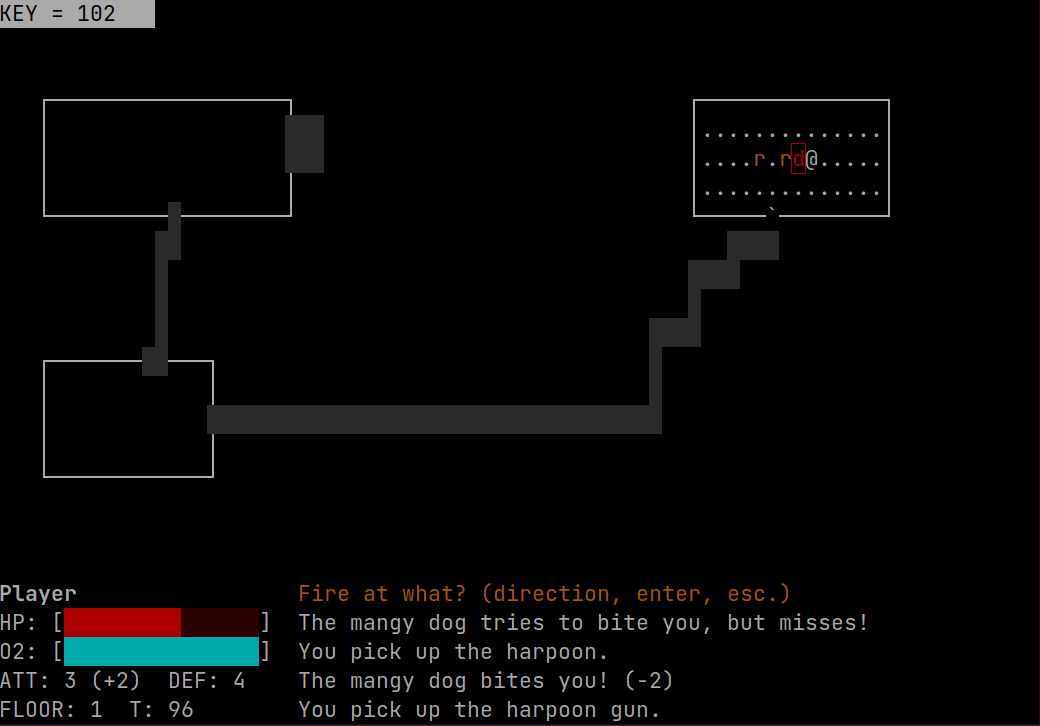 KEY = 102
.............
....r.rd@.....
.............
`
Player
HP: [ ]
O2: [ ]
ATT: 3 (+2) DEF: 4
FLOOR: 1 T: 96
Fire at what? (direction, enter, esc.)
The mangy dog tries to bite you, but misses!
You pick up the harpoon.
The mangy dog bites you! (-2)
You pick up the harpoon gun.